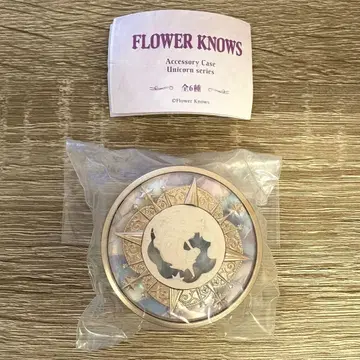 FLOWER KNOWS
Accessory Case
Unicorn series
全6種
©Flower Knows